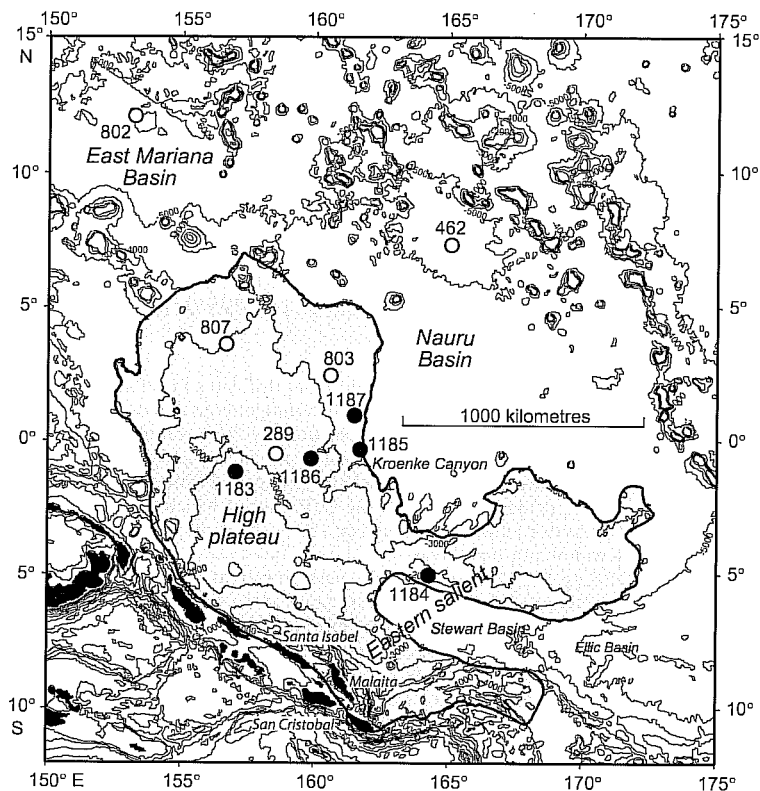 150° 155° 160° 165° 170° 175°
15° 15°
N
802
East Mariana
Basin
10° 10°
462
5° 5°
807
Nauru
Basin
803
1187
1000 kilometres
0° 0°
289
1185
Kroenke Canyon
1186
1183
High
plateau
-3000
5° 5°
1184
Eastern salient
Stewart Basin
Santa Isabel
Ellic Basin
Malaita
10° 10°
S
San Cristobal
150° E 155° 160° 165° 170° 175°